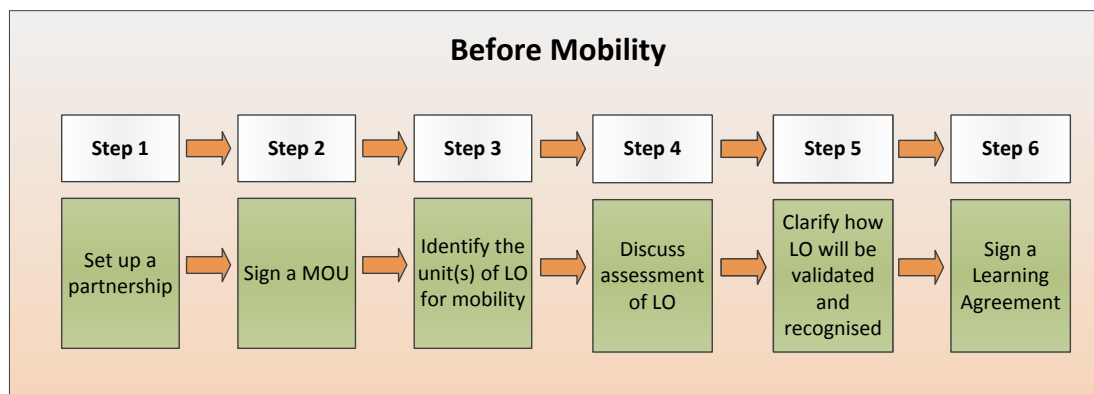 Before Mobility
Step 1
Step 2
Step 3
Step 4
Step 5
Step 6
Set up a
partnership
Sign a MOU
Identify the
unit(s) of LO
for mobility
Discuss
assessment
of LO
Clarify how
LO will be
validated
and
recognised
Sign a
Learning
Agreement